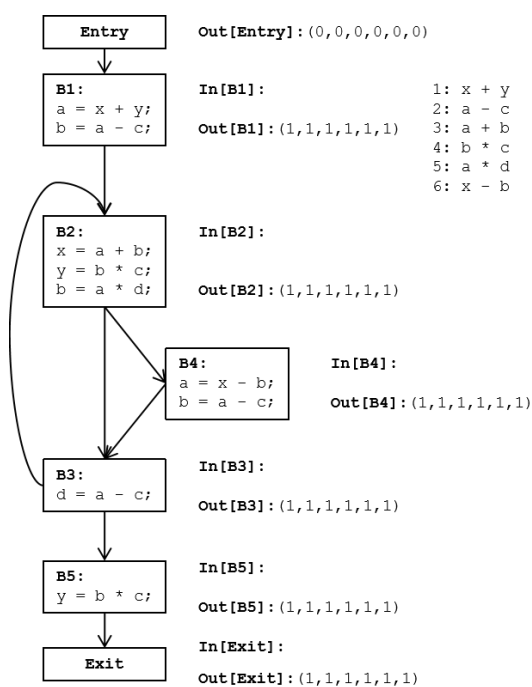 Entry Out[Entry]:(0,0,0,0,0,0)
B1: In[B1]: 1: x + y
a = x + y; 2: a - c
b = a - c; Out[B1]:(1,1,1,1,1,1) 3: a + b
4: b * c
5: a * d
6: x - b
B2: In[B2]:
x = a + b;
y = b * c;
b = a * d; Out[B2]:(1,1,1,1,1,1)
B4: In[B4]:
a = x - b;
b = a - c; Out[B4]:(1,1,1,1,1,1)
B3: In[B3]:
d = a - c;
Out[B3]:(1,1,1,1,1,1)
B5: In[B5]:
y = b * c;
Out[B5]:(1,1,1,1,1,1)
In[Exit]:
Exit
Out[Exit]:(1,1,1,1,1,1)